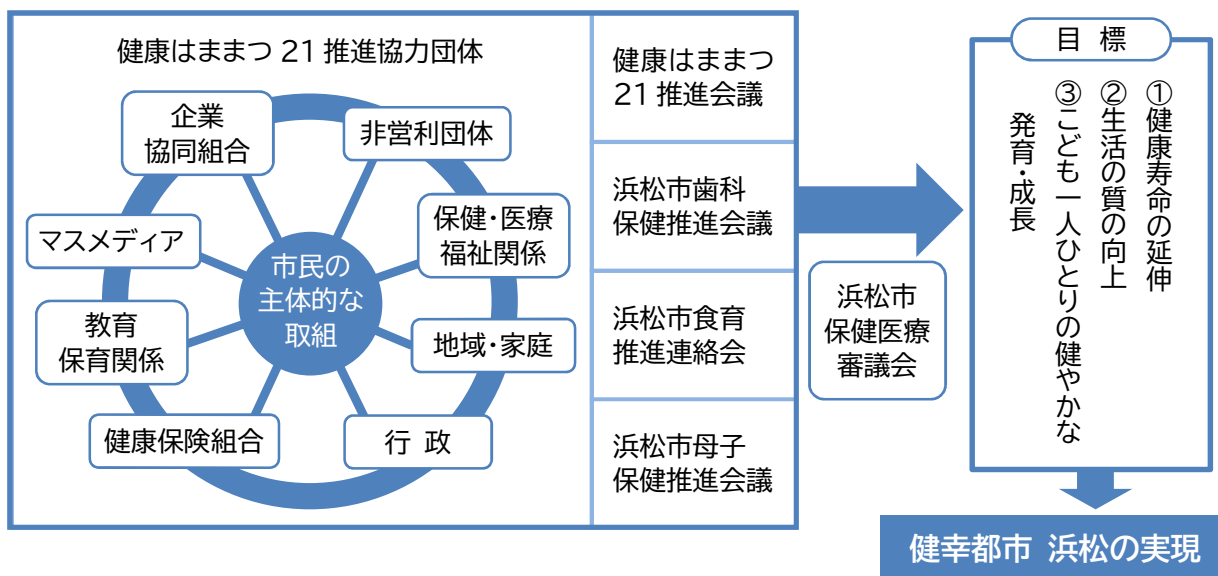 健康はままつ 21 推進協力団体
企業
協同組合
非営利団体
マスメディア
保健・医療
福祉関係
市民の
主体的な
取組
教育
保育関係
地域・家庭
健康保険組合
行 政
健康はままつ
21 推進会議
浜松市歯科
保健推進会議
浜松市食育
推進連絡会
浜松市母子
保健推進会議
浜松市
保健医療
審議会
目 標
①健康寿命の延伸
②生活の質の向上
③こども一人ひとりの健やかな
発育・成長
健幸都市 浜松の実現